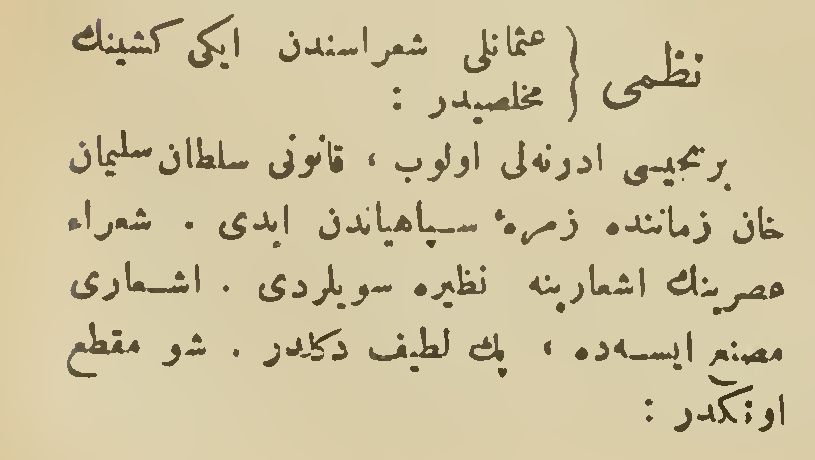 نظمی } عثمانلی شعراسندن ایکی کشینك
مخلصیدر :
برنجیسی ادرنه‌لی اولوب ، قانونی سلطان سلیمان
خان زماننده زمرهٔ سپاهیاندن ایدی . شعراء
عصرینك اشعارینه نظیره سویلردی . اشعاری
مصنع ایسه‌ده ، پك لطیف دكلدر . شو مقطع
اونكدر :